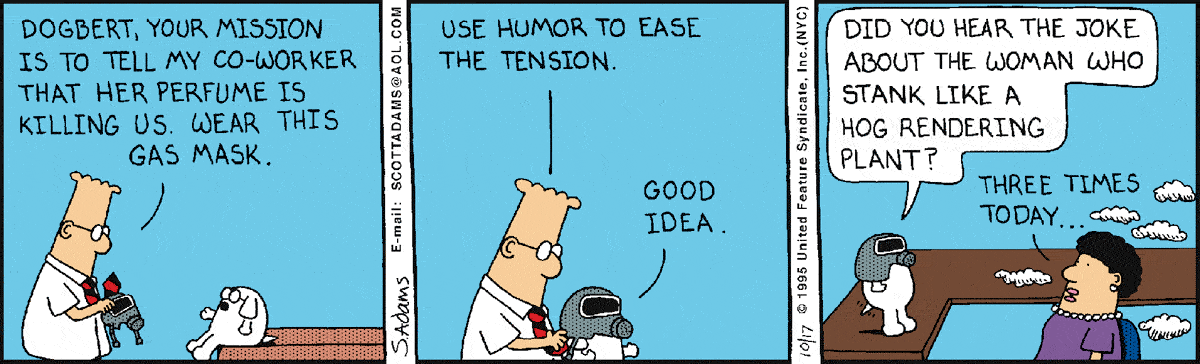 DOGBERT, YOUR MISSION
IS TO TELL MY CO-WORKER
THAT HER PERFUME IS
KILLING US. WEAR THIS
GAS MASK.
S.Adams E-mail: SCOTTADAMS@AOL.COM
USE HUMOR TO EASE
THE TENSION.
GOOD
IDEA.
10/17 © 1995 United Feature Syndicate, Inc.(NYC)
DID YOU HEAR THE JOKE
ABOUT THE WOMAN WHO
STANK LIKE A
HOG RENDERING
PLANT?
THREE TIMES
TODAY...